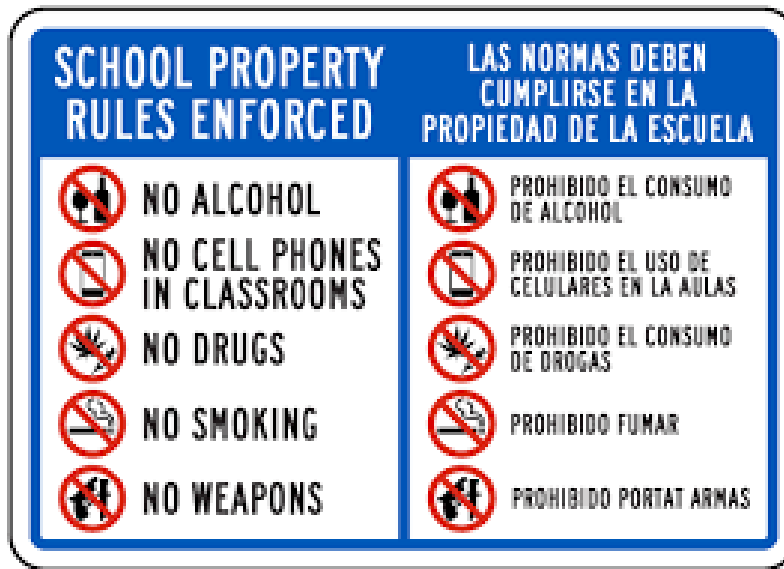 SCHOOL PROPERTY
RULES ENFORCED
NO ALCOHOL
NO CELL PHONES
IN CLASSROOMS
NO DRUGS
NO SMOKING
NO WEAPONS
LAS NORMAS DEBEN
CUMPLIRSE EN LA
PROPIEDAD DE LA ESCUELA
PROHIBIDO EL CONSUMO
DE ALCOHOL
PROHIBIDO EL USO DE
CELULARES EN LA AULAS
PROHIBIDO EL CONSUMO
DE DROGAS
PROHIBIDO FUMAR
PROHIBIDO PORTAT ARMAS